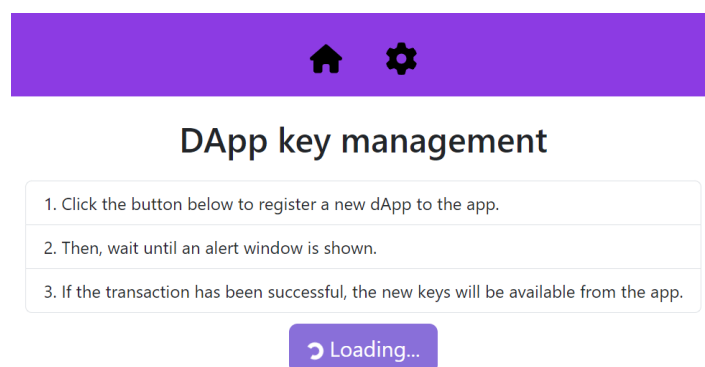 DApp key management
1. Click the button below to register a new dApp to the app.
2. Then, wait until an alert window is shown.
3. If the transaction has been successful, the new keys will be available from the app.
Loading...